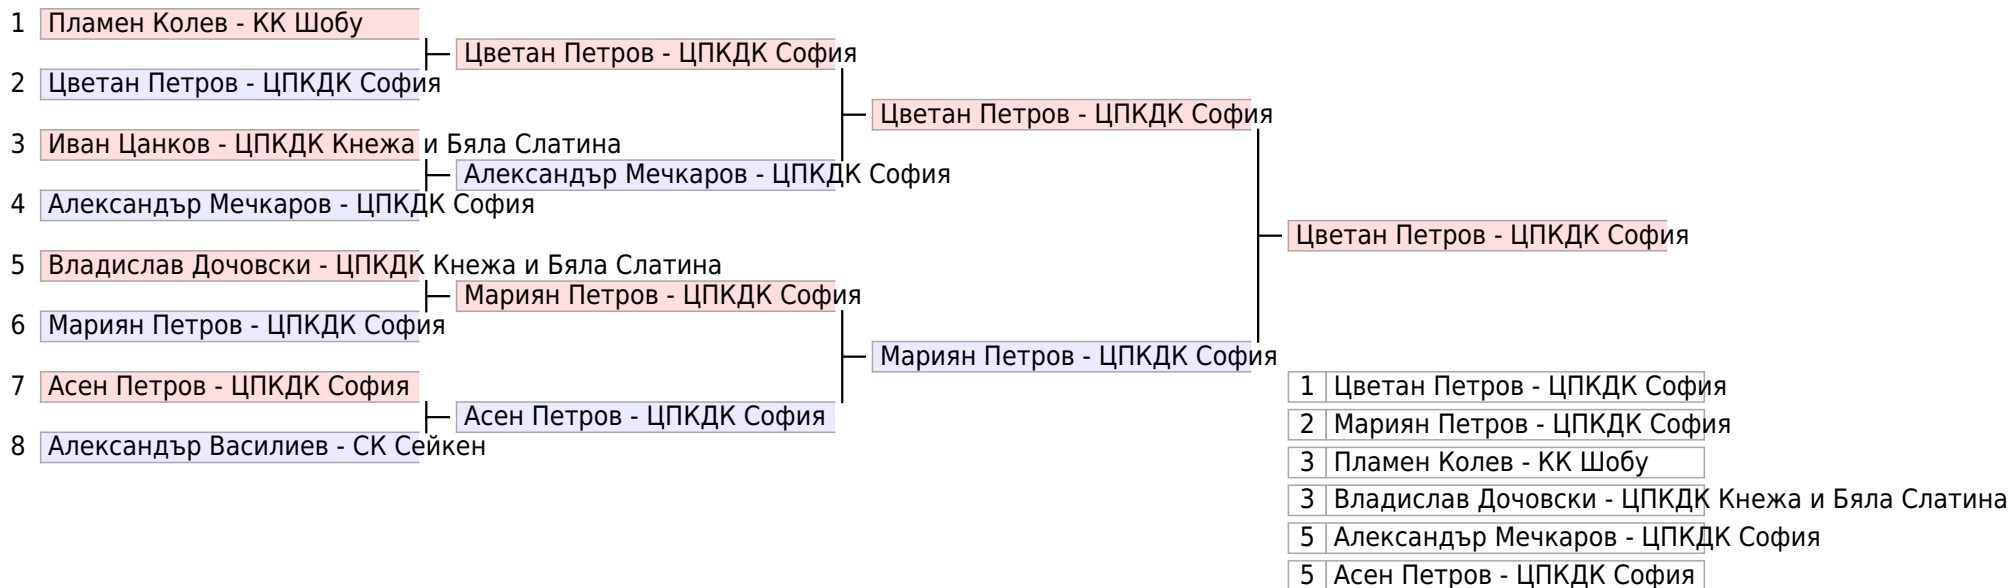 1 Пламен Колев - КК Шобу
Цветан Петров - ЦПКДК София
2 Цветан Петров - ЦПКДК София
Цветан Петров - ЦПКДК София
3 Иван Цанков - ЦПКДК Кнежа и Бяла Слатина
Александър Мечкаров - ЦПКДК София
4 Александър Мечкаров - ЦПКДК София
Цветан Петров - ЦПКДК София
5 Владислав Дочовски - ЦПКДК Кнежа и Бяла Слатина
Мариян Петров - ЦПКДК София
6 Мариян Петров - ЦПКДК София
Мариян Петров - ЦПКДК София
7 Асен Петров - ЦПКДК София
Асен Петров - ЦПКДК София
8 Александър Василиев - СК Сейкен
1 Цветан Петров - ЦПКДК София
2 Мариян Петров - ЦПКДК София
3 Пламен Колев - КК Шобу
3 Владислав Дочовски - ЦПКДК Кнежа и Бяла Слатина
5 Александър Мечкаров - ЦПКДК София
5 Асен Петров - ЦПКДК София